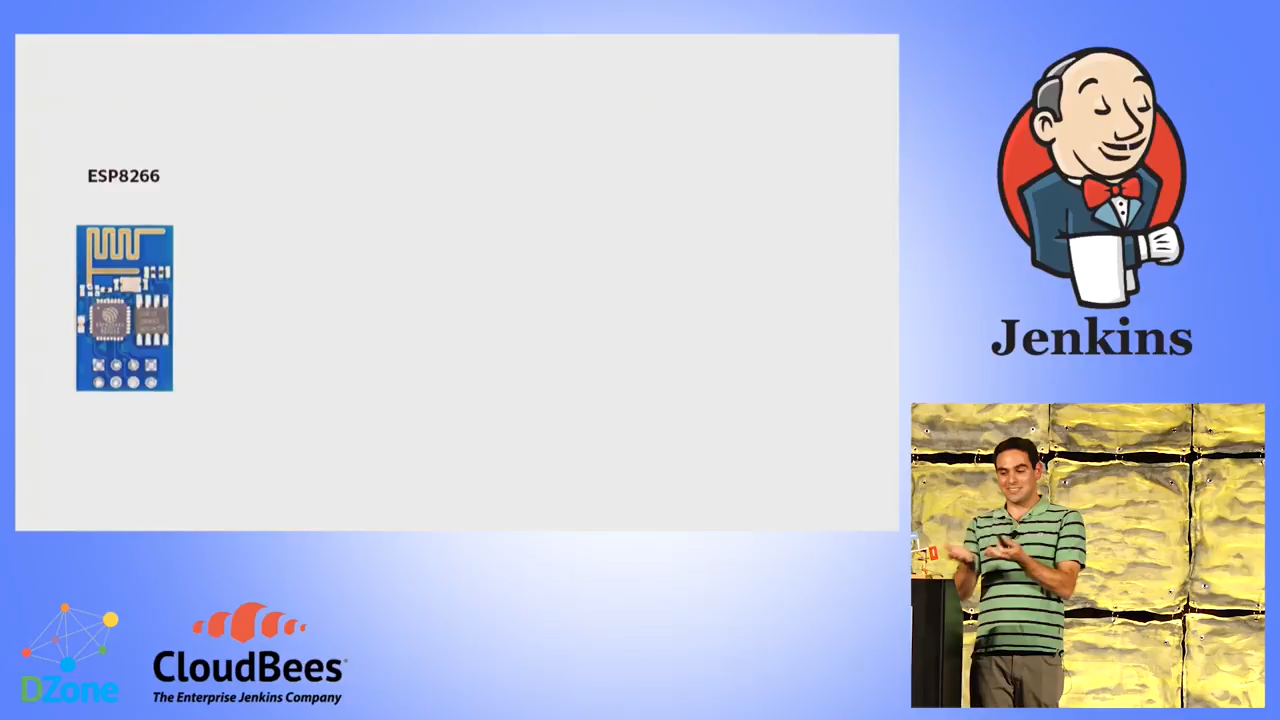 ESP8266
Jenkins
DZone
CloudBees
The Enterprise Jenkins Company